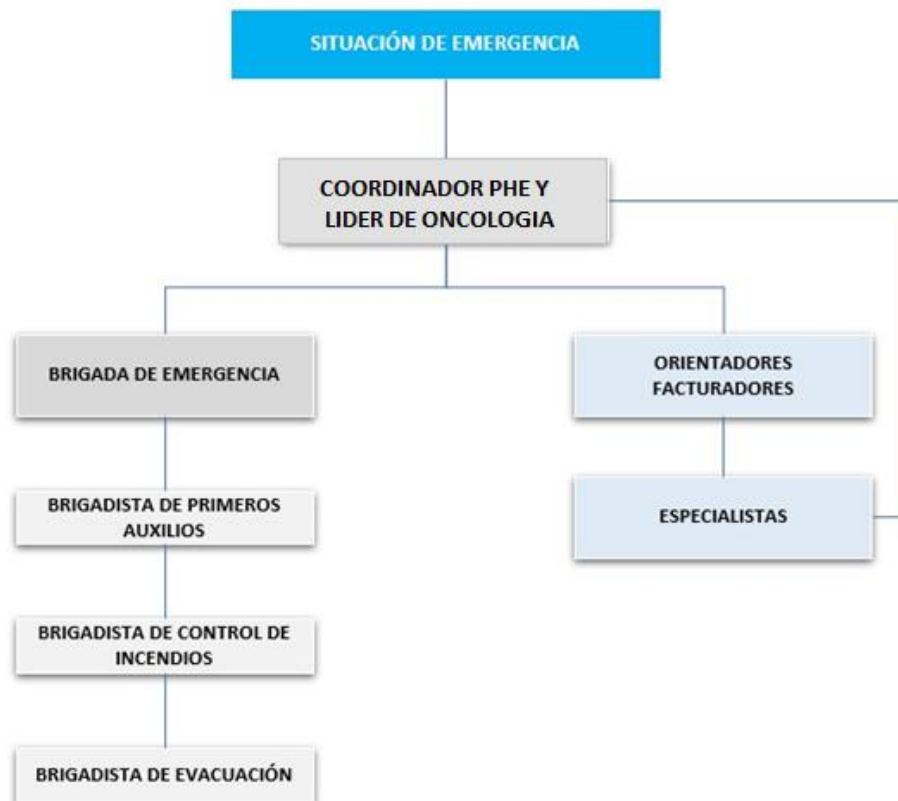 SITUACIÓN DE EMERGENCIA
COORDINADOR PHE Y
LIDER DE ONCOLOGIA
BRIGADA DE EMERGENCIA
ORIENTADORES
FACTURADORES
BRIGADISTA DE PRIMEROS
AUXILIOS
ESPECIALISTAS
BRIGADISTA DE CONTROL DE
INCENDIOS
BRIGADISTA DE EVACUACIÓN